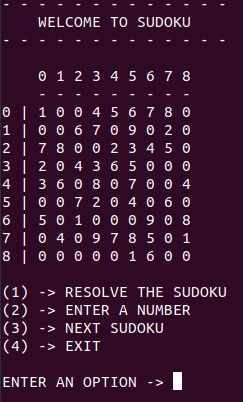 - - - - - - - - - - - - -
WELCOME TO SUDOKU
- - - - - - - - - - - - -
0 1 2 3 4 5 6 7 8
- - - - - - - - -
0 | 1 0 0 4 5 6 7 8 0
1 | 0 0 6 7 0 9 0 2 0
2 | 7 8 0 0 2 3 4 5 0
3 | 2 0 4 3 6 5 0 0 0
4 | 3 6 0 8 0 7 0 0 4
5 | 0 0 7 2 0 4 0 6 0
6 | 5 0 1 0 0 0 9 0 8
7 | 0 4 0 9 7 8 5 0 1
8 | 0 0 0 0 0 1 6 0 0
(1) -> RESOLVE THE SUDOKU
(2) -> ENTER A NUMBER
(3) -> NEXT SUDOKU
(4) -> EXIT
ENTER AN OPTION ->